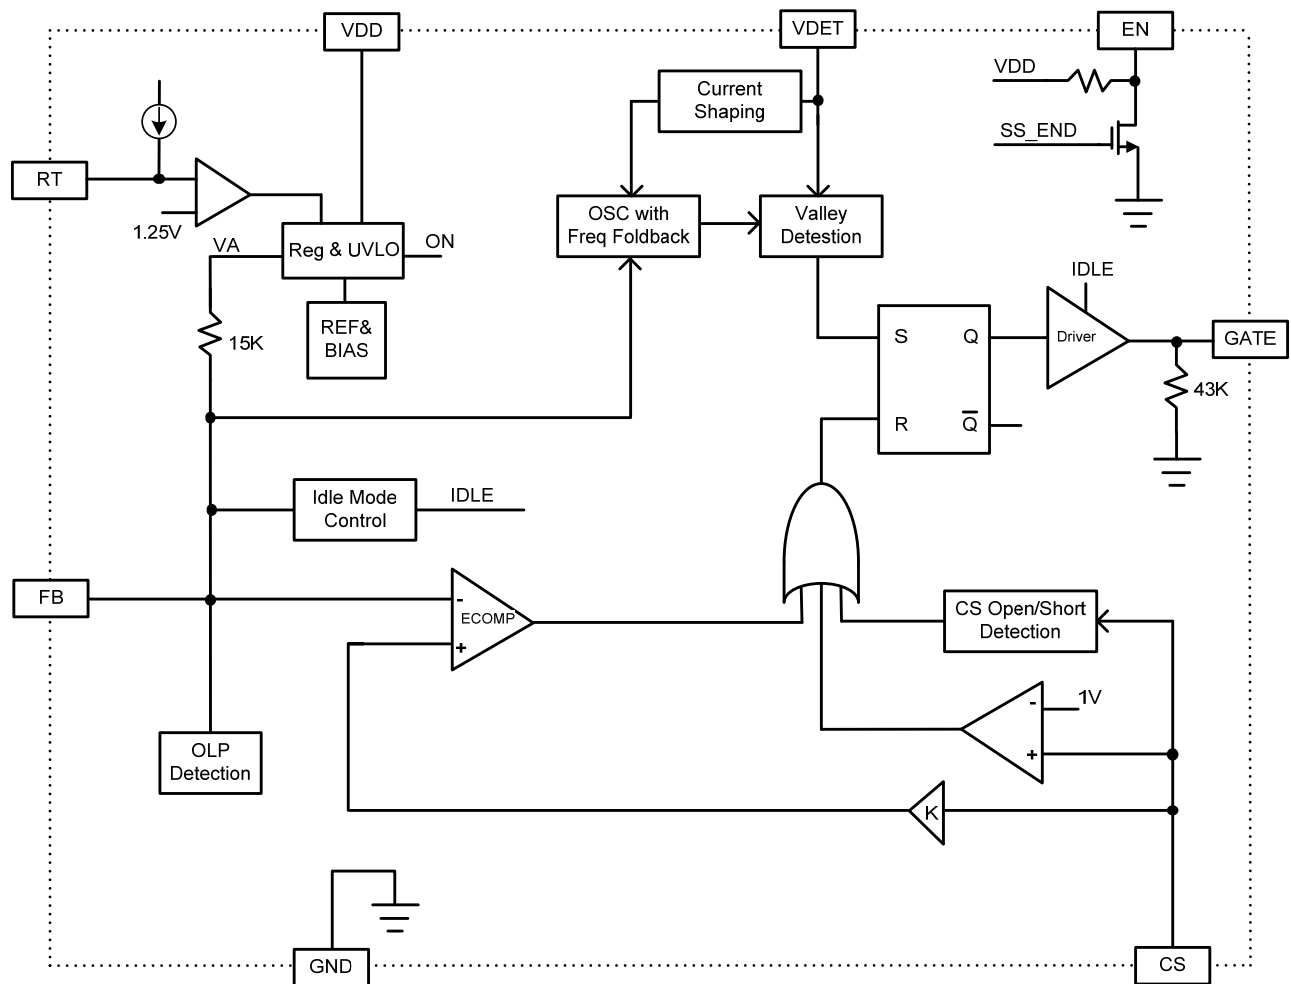 VDD
VDET
EN
Current
Shaping
VDD
SS_END
RT
1.25V
VA
Reg & UVLO
ON
OSC with
Freq Foldback
Valley
Detestion
REF&
BIAS
15K
IDLE
S
Q
R
Q
Driver
GATE
43K
Idle Mode
Control
IDLE
FB
-
ECOMP
+
CS Open/Short
Detection
-
1V
+
OLP
Detection
K
GND
CS